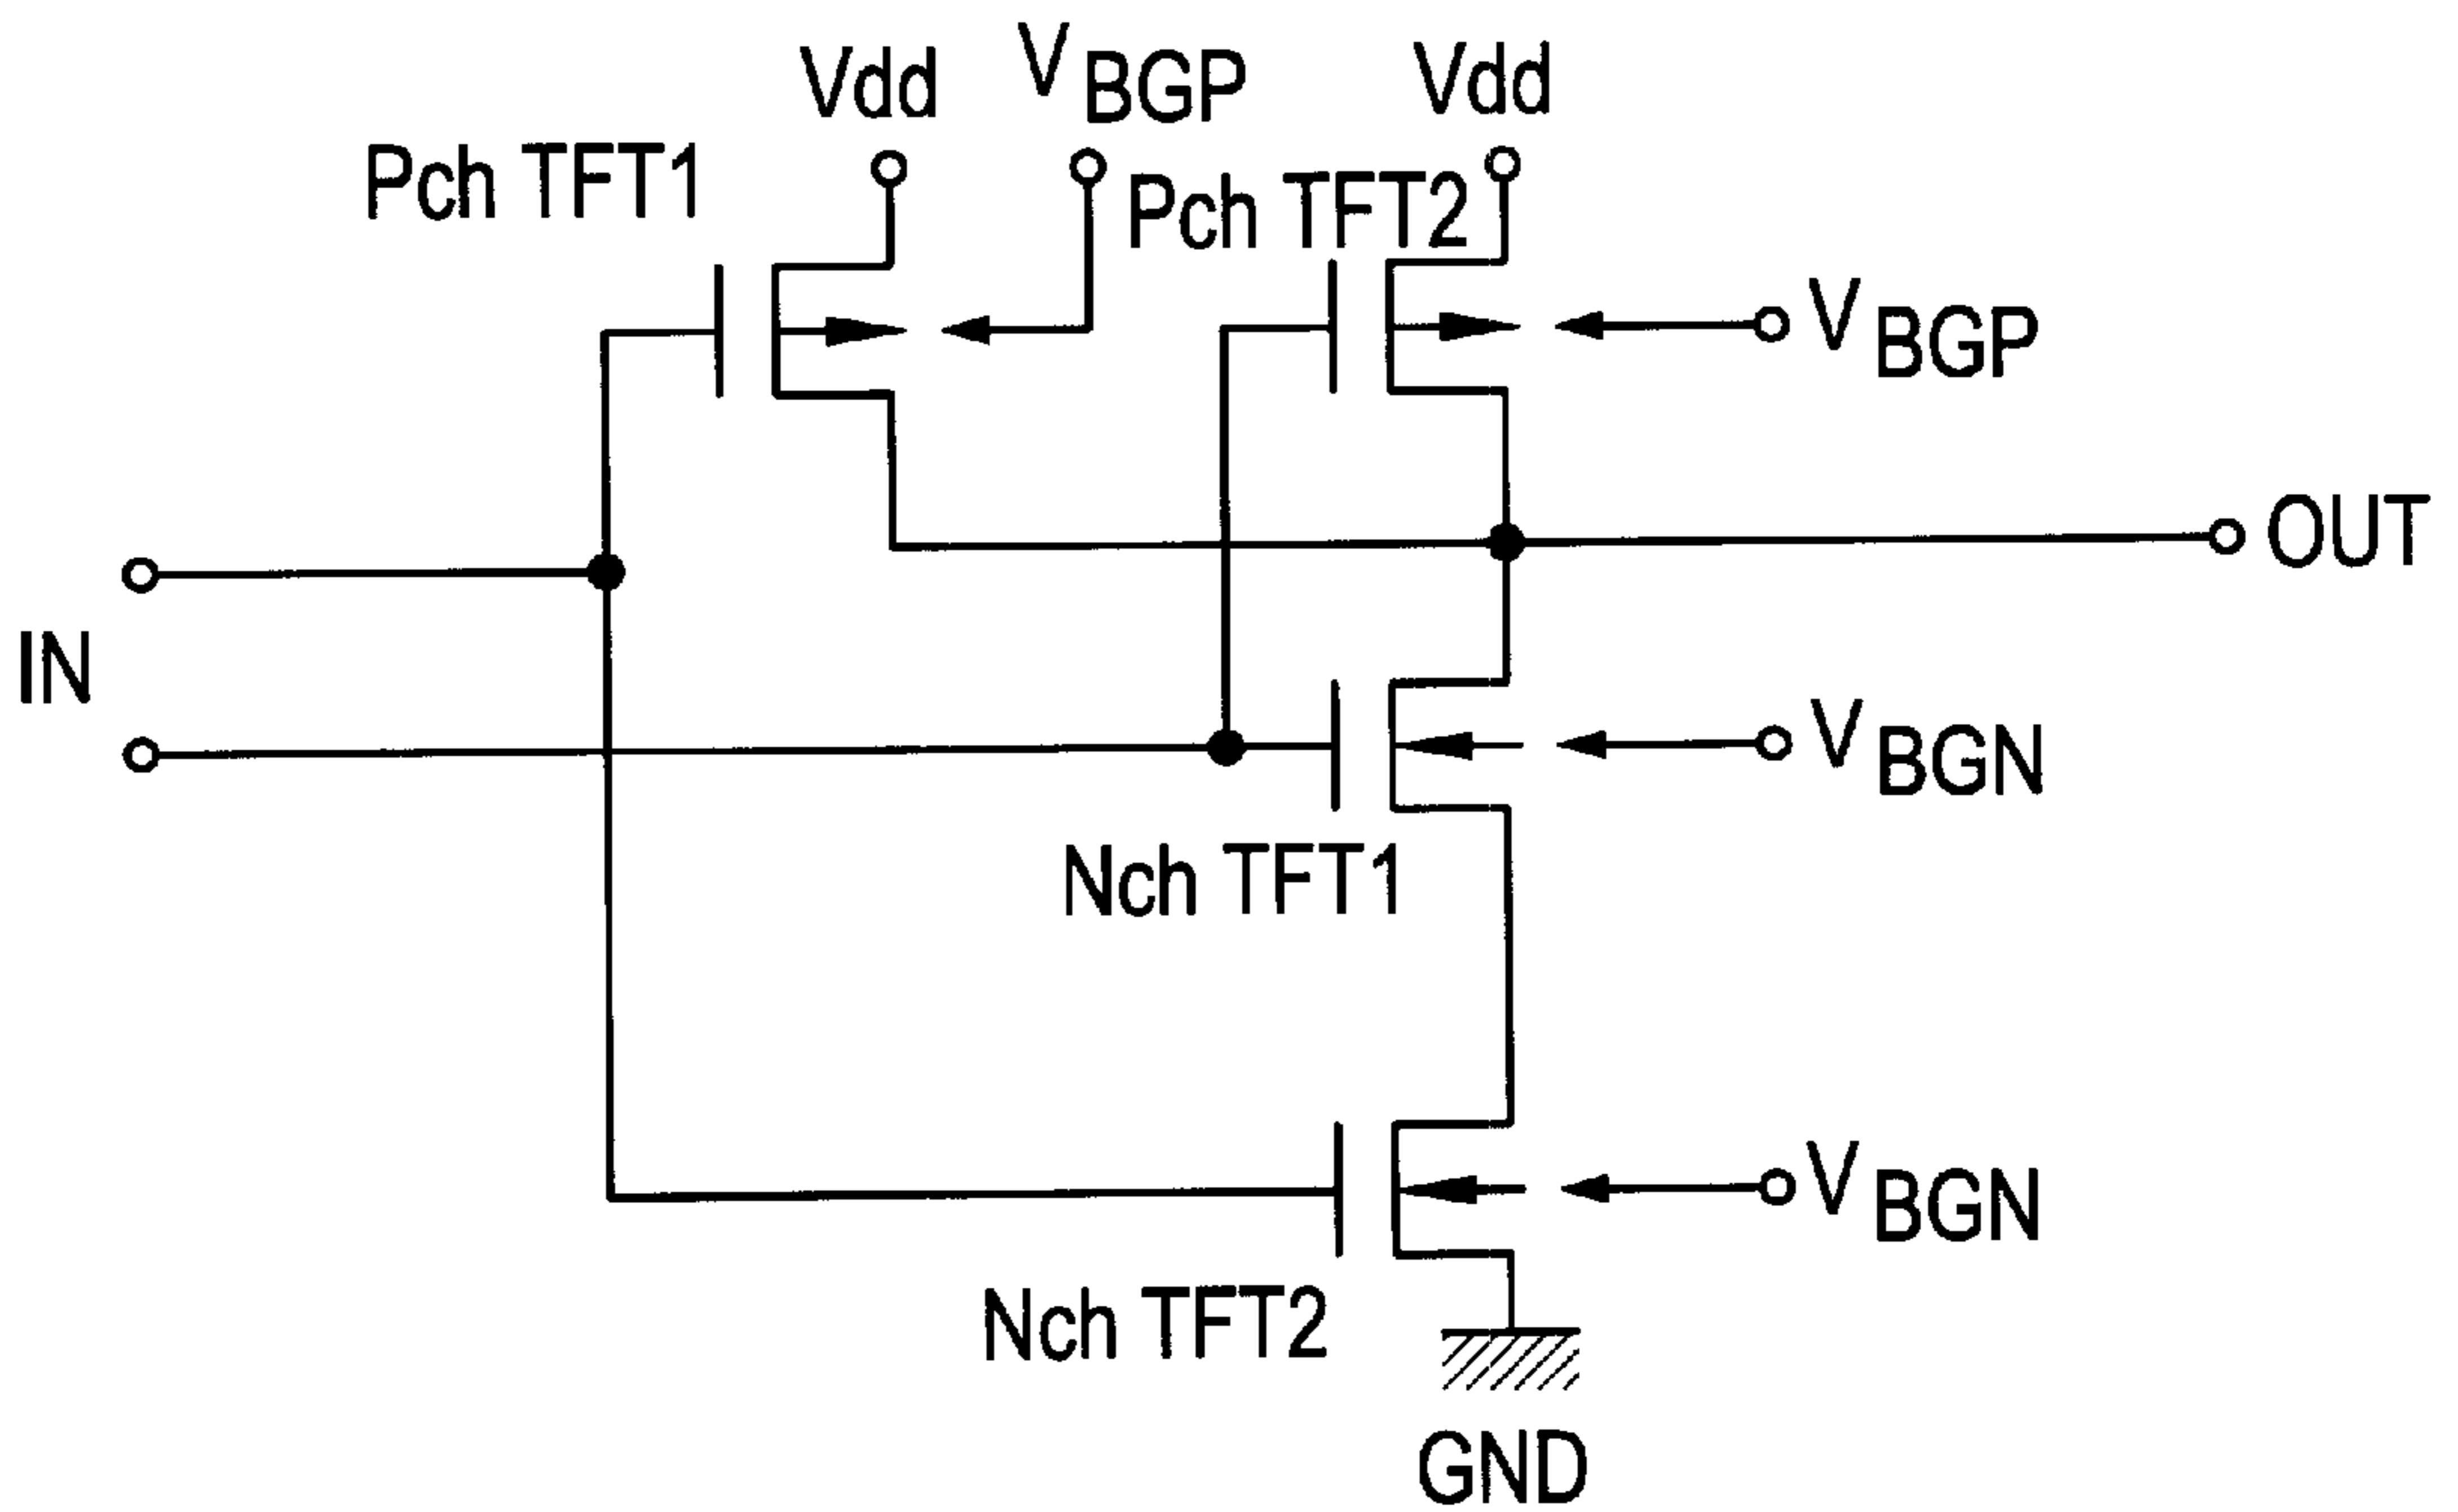 Vdd
VBGP
Vdd
Pch TFT1
Pch TFT2
VBGP
OUT
IN
VBGN
Nch TFT1
VBGN
Nch TFT2
GND